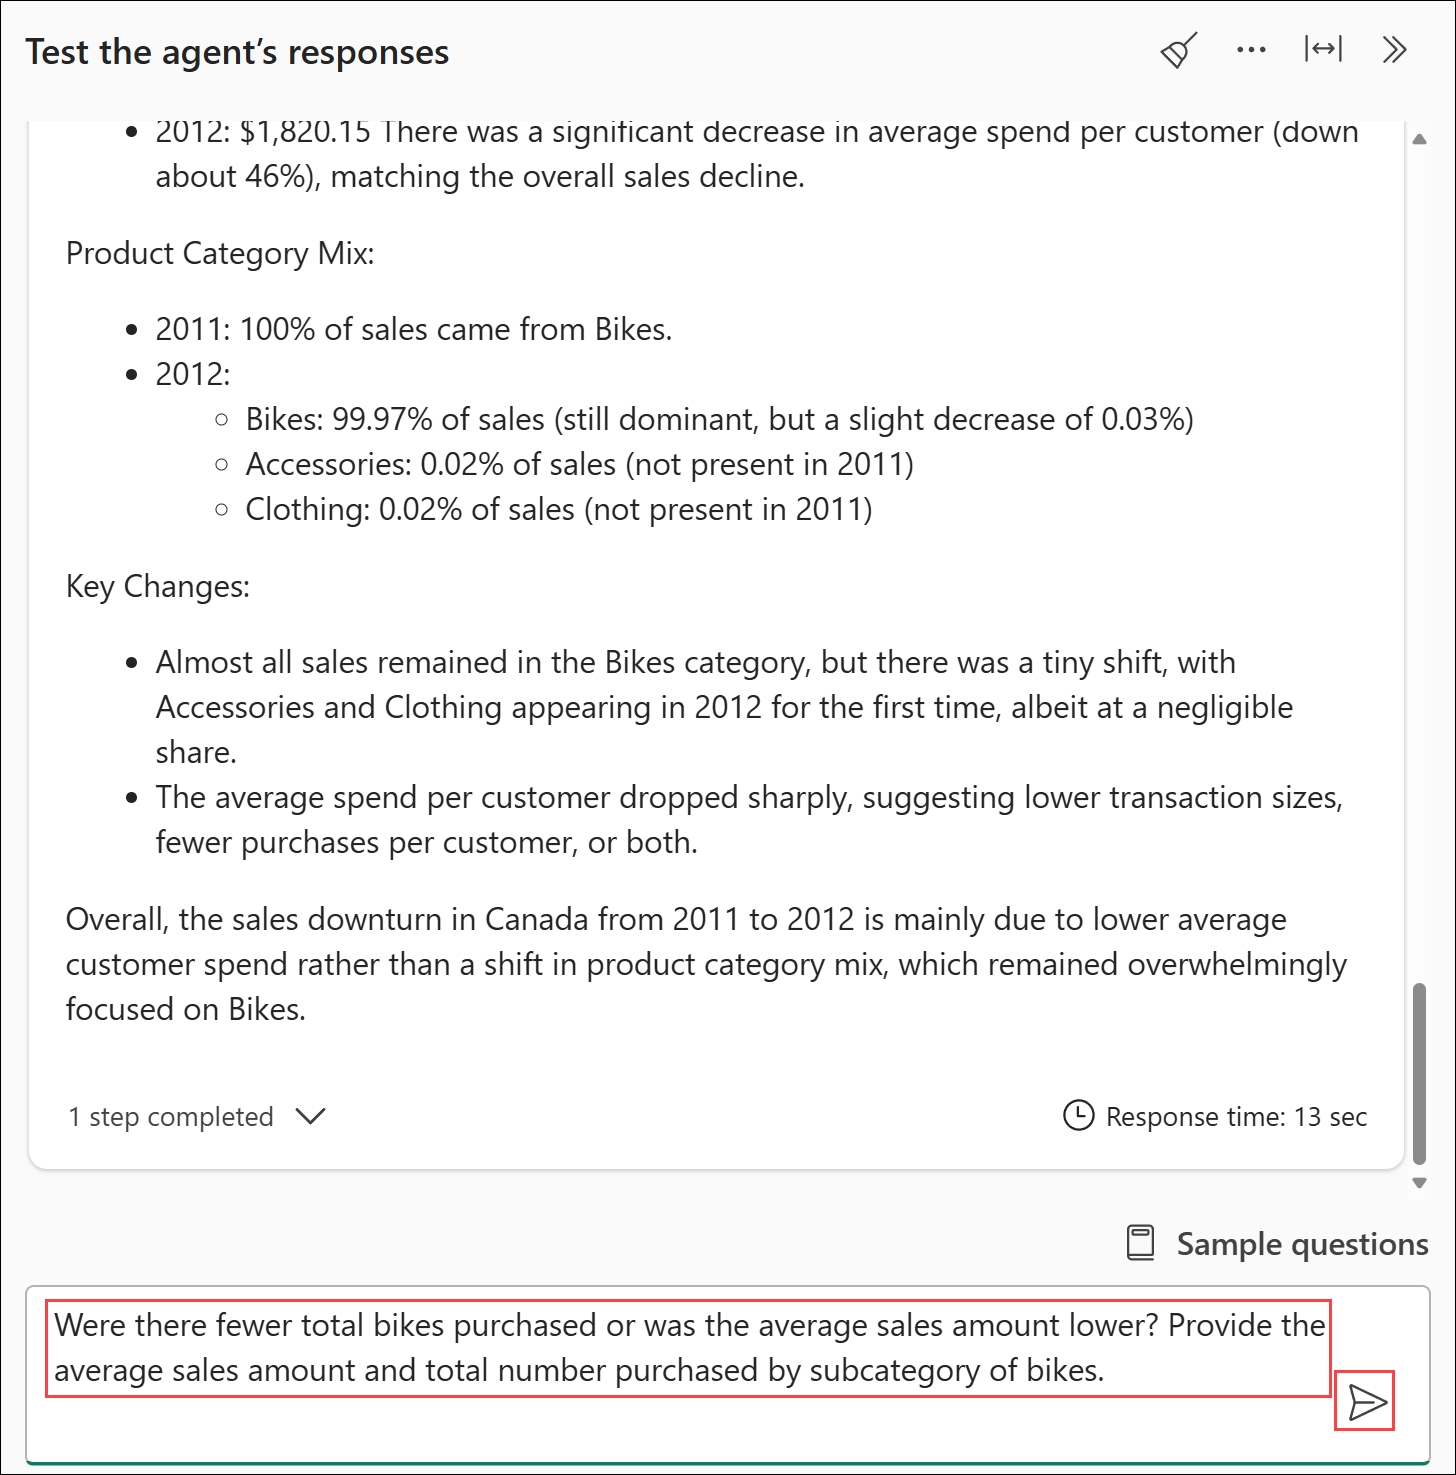 Test the agent’s responses
2012: $1,820.15 There was a significant decrease in average spend per customer (down
about 46%), matching the overall sales decline.
Product Category Mix:
2011: 100% of sales came from Bikes.
2012:
Bikes: 99.97% of sales (still dominant, but a slight decrease of 0.03%)
Accessories: 0.02% of sales (not present in 2011)
Clothing: 0.02% of sales (not present in 2011)
Key Changes:
Almost all sales remained in the Bikes category, but there was a tiny shift, with
Accessories and Clothing appearing in 2012 for the first time, albeit at a negligible
share.
The average spend per customer dropped sharply, suggesting lower transaction sizes,
fewer purchases per customer, or both.
Overall, the sales downturn in Canada from 2011 to 2012 is mainly due to lower average
customer spend rather than a shift in product category mix, which remained overwhelmingly
focused on Bikes.
1 step completed
Response time: 13 sec
Sample questions
Were there fewer total bikes purchased or was the average sales amount lower? Provide the
average sales amount and total number purchased by subcategory of bikes.